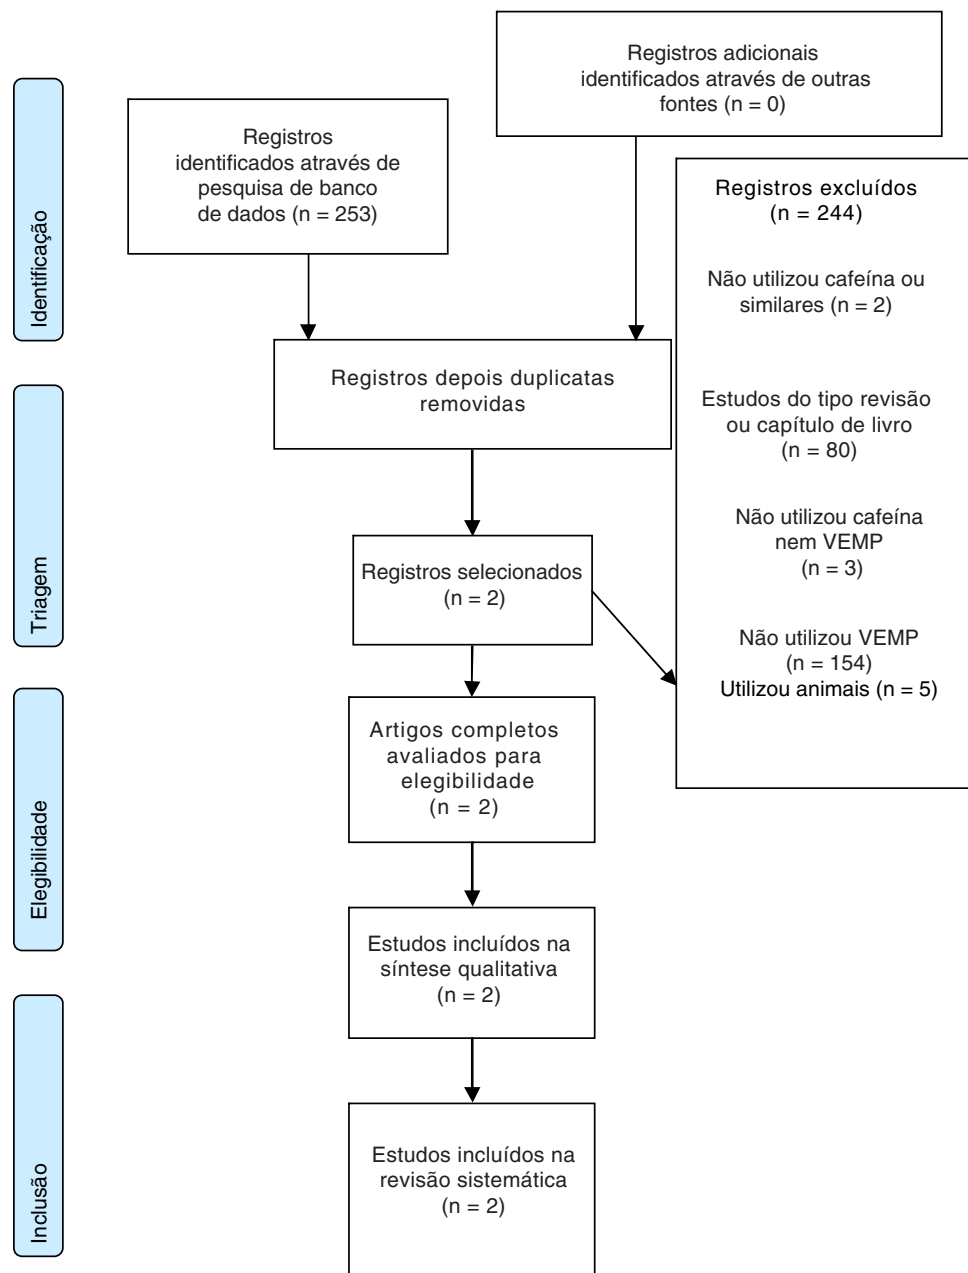 Registros adicionais
identificados através de outras
fontes (n = 0)
Registros
identificados através de
pesquisa de banco
de dados (n = 253)
Identificação
Registros excluídos
(n = 244)
Não utilizou cafeína ou
similares (n = 2)
Estudos do tipo revisão
ou capítulo de livro
(n = 80)
Não utilizou cafeína
nem VEMP
(n = 3)
Não utilizou VEMP
(n = 154)
Utilizou animais (n = 5)
Registros depois duplicatas
removidas
Triagem
Registros selecionados
(n = 2)
Elegibilidade
Artigos completos
avaliados para
elegibilidade
(n = 2)
Estudos incluídos na
síntese qualitativa
(n = 2)
Inclusão
Estudos incluídos na
revisão sistemática
(n = 2)